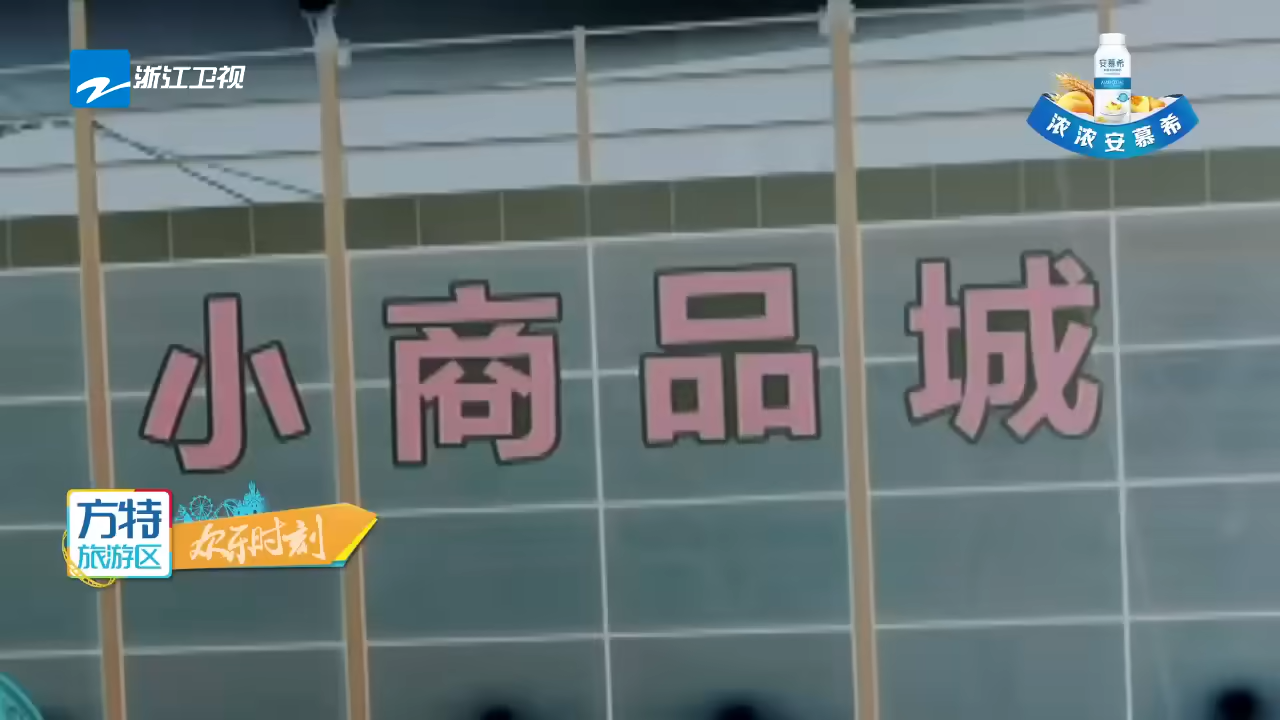 浙江卫视
安慕希
浓浓安慕希
小商品城
方特
旅游区
欢乐时刻